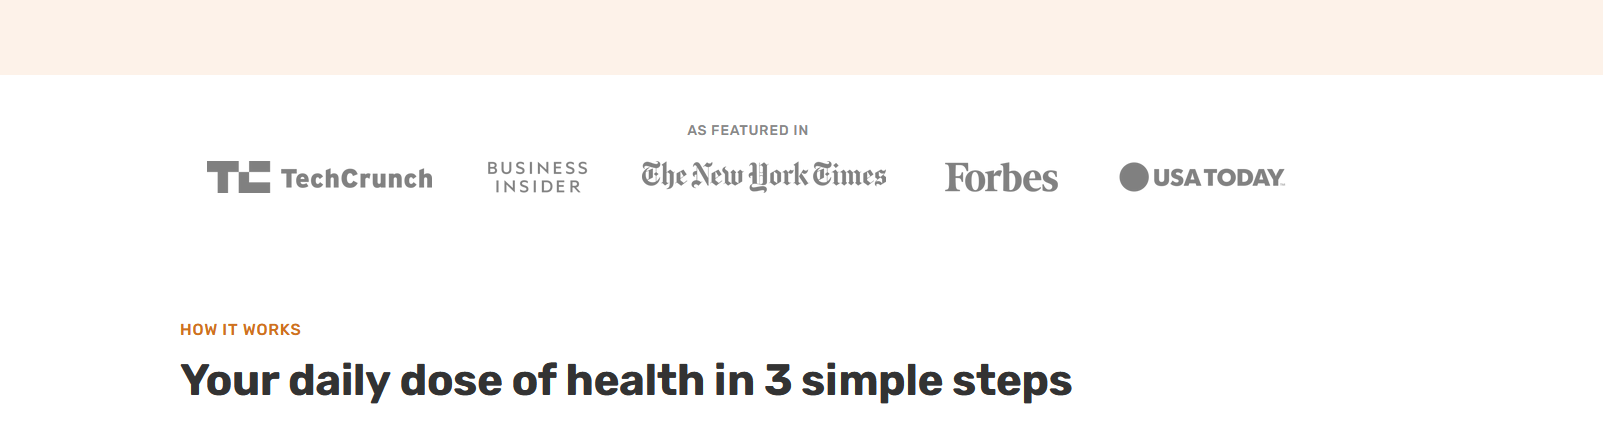 AS FEATURED IN
TC TechCrunch
BUSINESS
INSIDER
The New York Times
Forbes
USA TODAY
HOW IT WORKS
Your daily dose of health in 3 simple steps